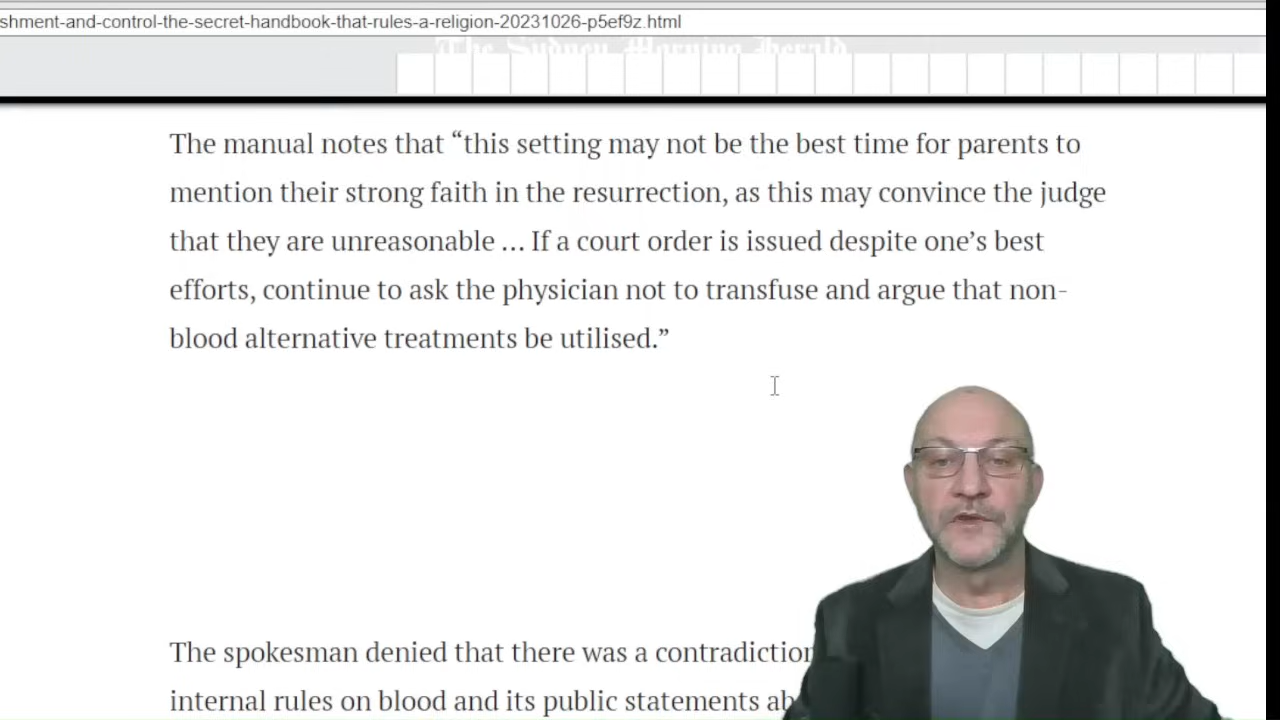 shment-and-control-the-secret-handbook-that-rules-a-religion-20231026-p5ef9z.html
The Sydney Morning Herald
The manual notes that “this setting may not be the best time for parents to
mention their strong faith in the resurrection, as this may convince the judge
that they are unreasonable … If a court order is issued despite one’s best
efforts, continue to ask the physician not to transfuse and argue that non-
blood alternative treatments be utilised.”
The spokesman denied that there was a contradiction
internal rules on blood and its public statements